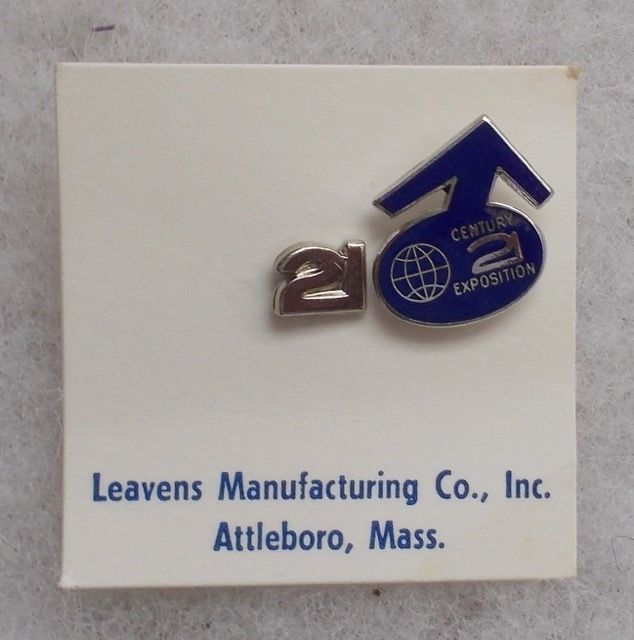 21
CENTURY
21
EXPOSITION
Leavens Manufacturing Co., Inc.
Attleboro, Mass.